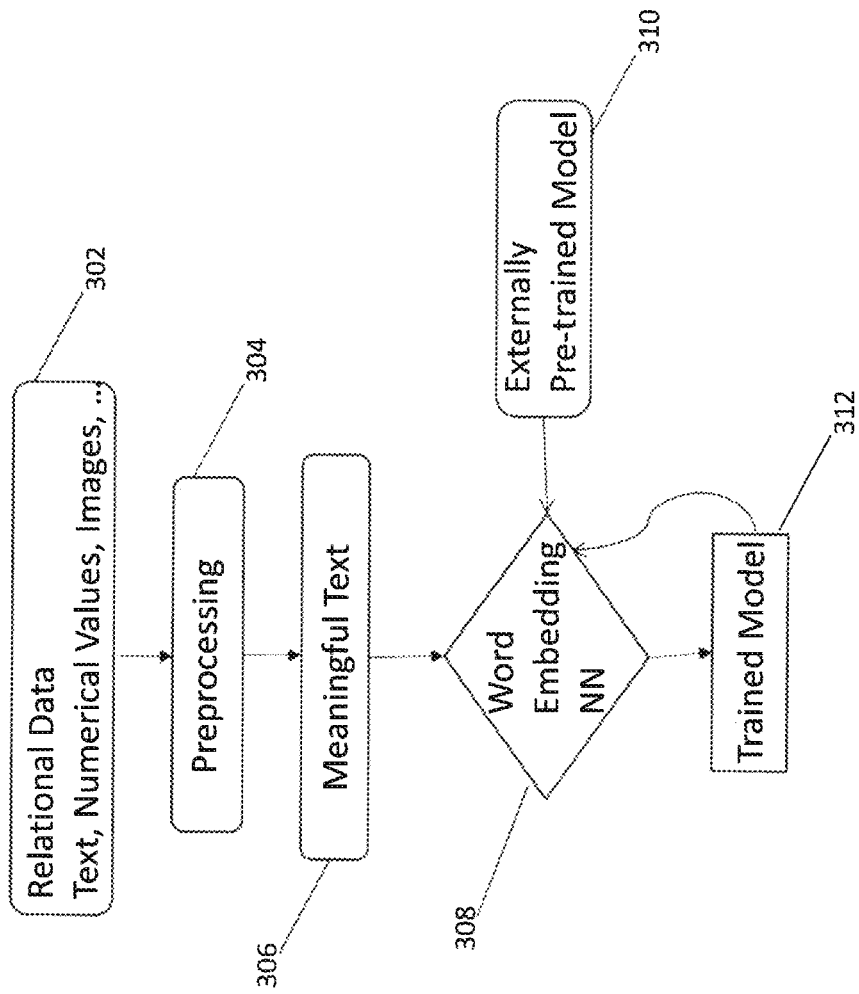 Relational Data
Text, Numerical Values, Images, ...
302
Preprocessing
304
Meaningful Text
306
Word
Embedding
NN
308
Externally
Pre-trained Model
310
Trained Model
312